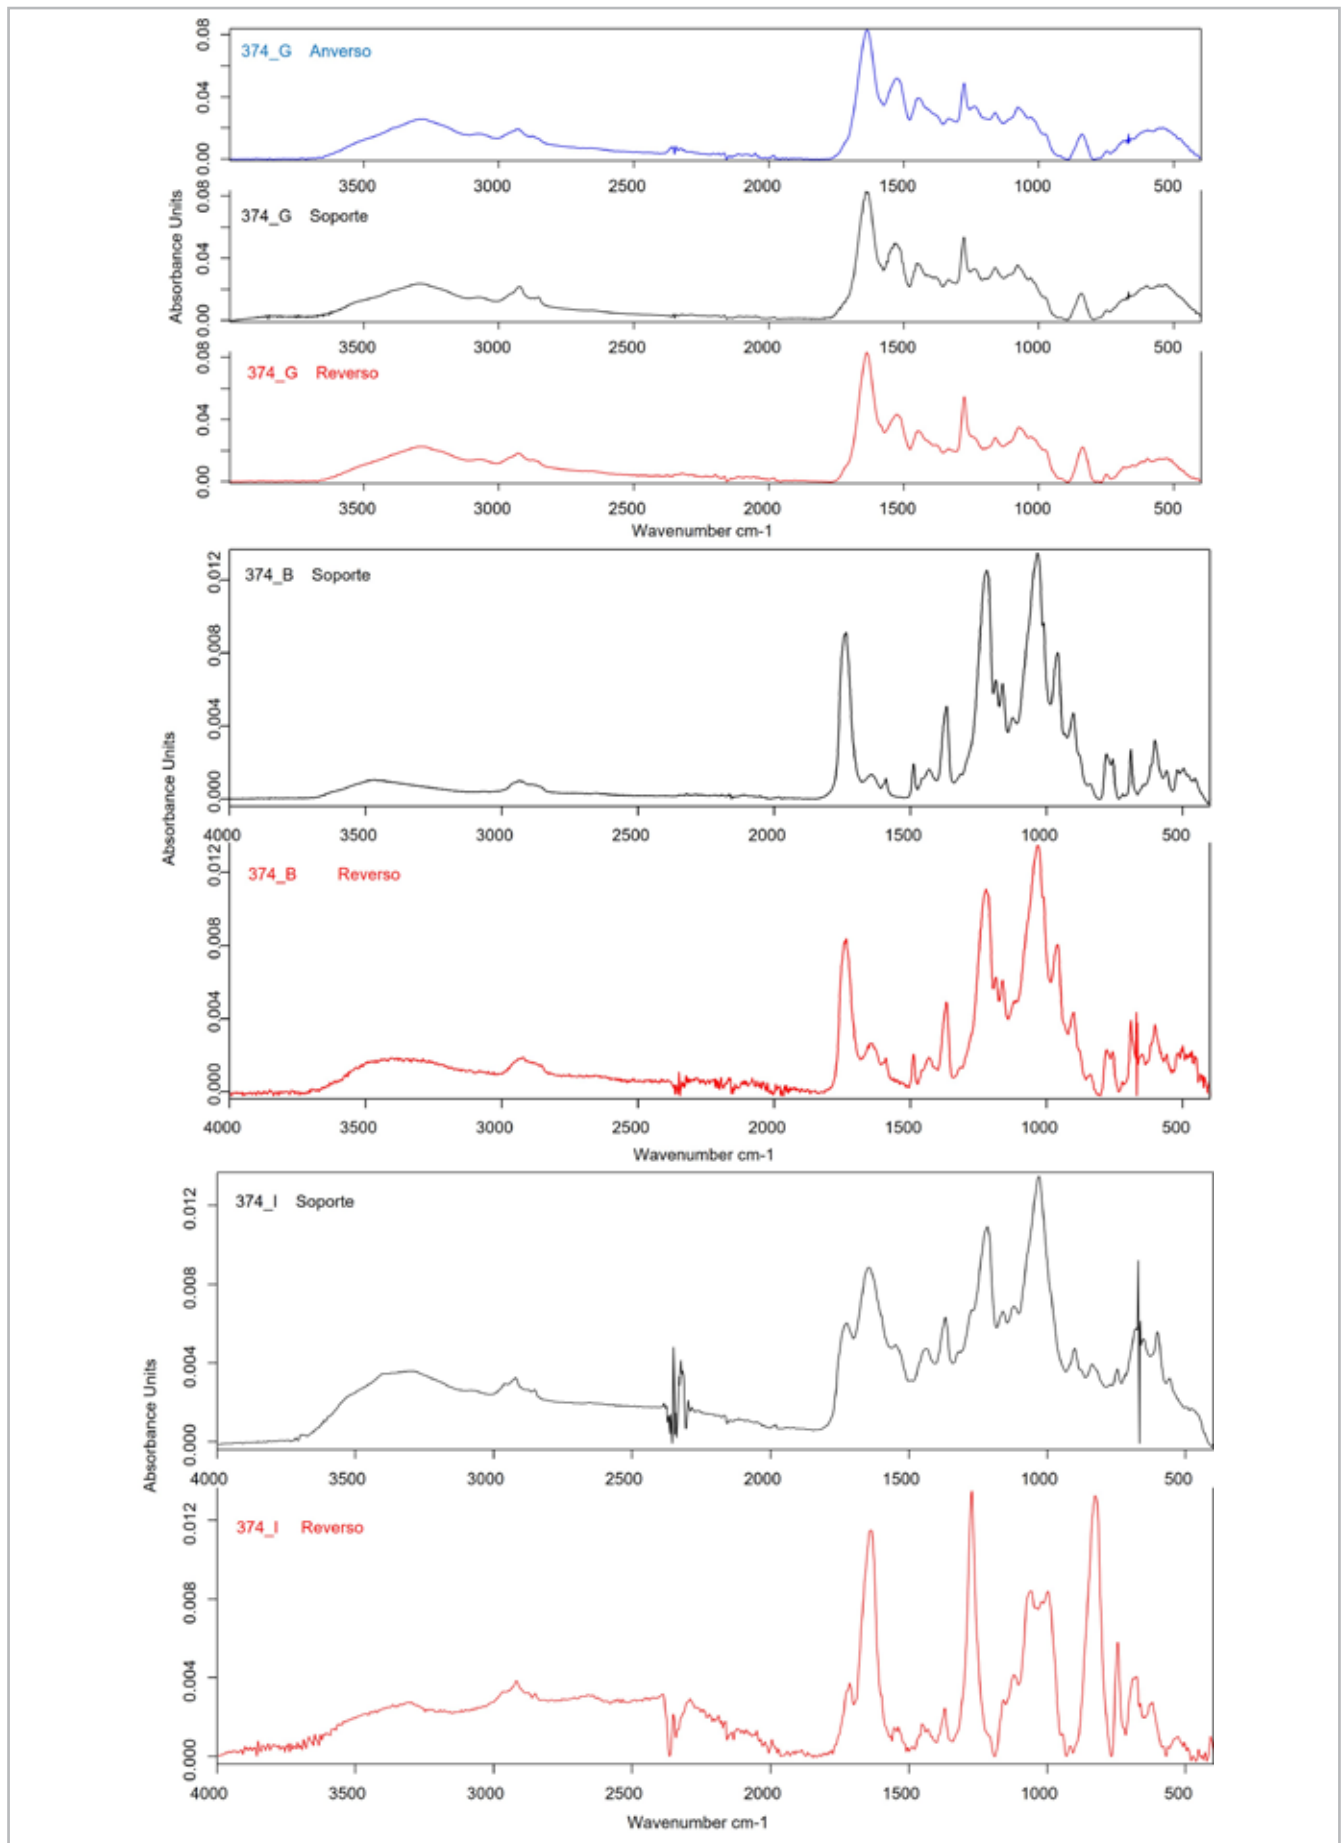 374_G Anverso
0.08
0.04
0.00
3500 3000 2500 2000 1500 1000 500
374_G Soporte
0.08
0.04
0.00
3500 3000 2500 2000 1500 1000 500
374_G Reverso
0.08
0.04
0.00
3500 3000 2500 2000 1500 1000 500
Absorbance Units
Wavenumber cm-1
374_B Soporte
0.012
0.008
0.004
0.000
4000 3500 3000 2500 2000 1500 1000 500
374_B Reverso
0.012
0.008
0.004
0.000
4000 3500 3000 2500 2000 1500 1000 500
Absorbance Units
Wavenumber cm-1
374_I Soporte
0.012
0.008
0.004
0.000
4000 3500 3000 2500 2000 1500 1000 500
374_I Reverso
0.012
0.008
0.004
0.000
4000 3500 3000 2500 2000 1500 1000 500
Absorbance Units
Wavenumber cm-1